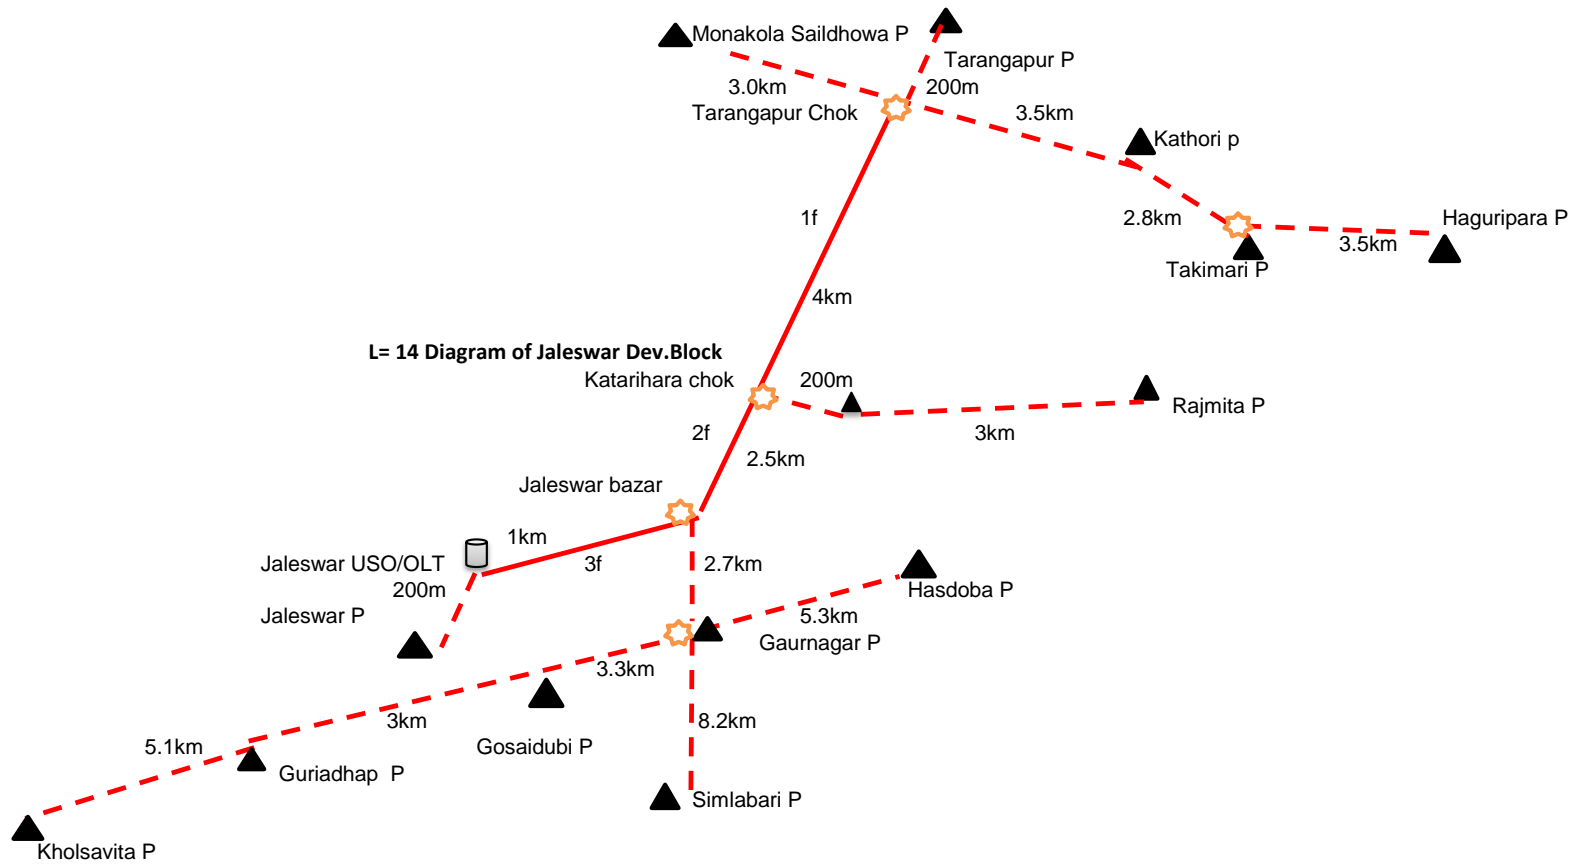 Monakola Saildhowa P
Tarangapur P
3.0km
200m
Tarangapur Chok
3.5km
Kathori p
1f
2.8km
Haguripara P
3.5km
Takimari P
4km
L= 14 Diagram of Jaleswar Dev.Block
Katarihara chok
200m
Rajmita P
2f
3km
2.5km
Jaleswar bazar
1km
Jaleswar USO/OLT
3f
2.7km
200m
Hasdoba P
Jaleswar P
5.3km
Gaurnagar P
3.3km
3km
8.2km
5.1km
Gosaidubi P
Guriadhap  P
Simlabari P
Kholsavita P